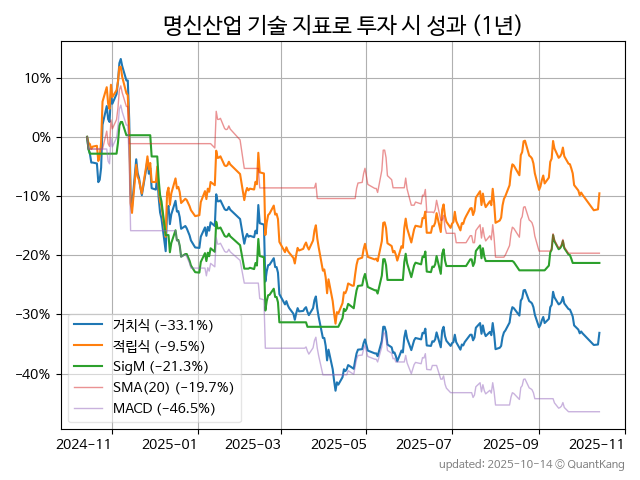 명신산업 기술 지표로 투자 시 성과 (1년)
10%
0%
−10%
−20%
−30%
−40%
거치식 (−33.1%)
적립식 (−9.5%)
SigM (−21.3%)
SMA(20) (−19.7%)
MACD (−46.5%)
2024-11 2025-01 2025-03 2025-05 2025-07 2025-09 2025-11
updated: 2025-10-14 © QuantKang